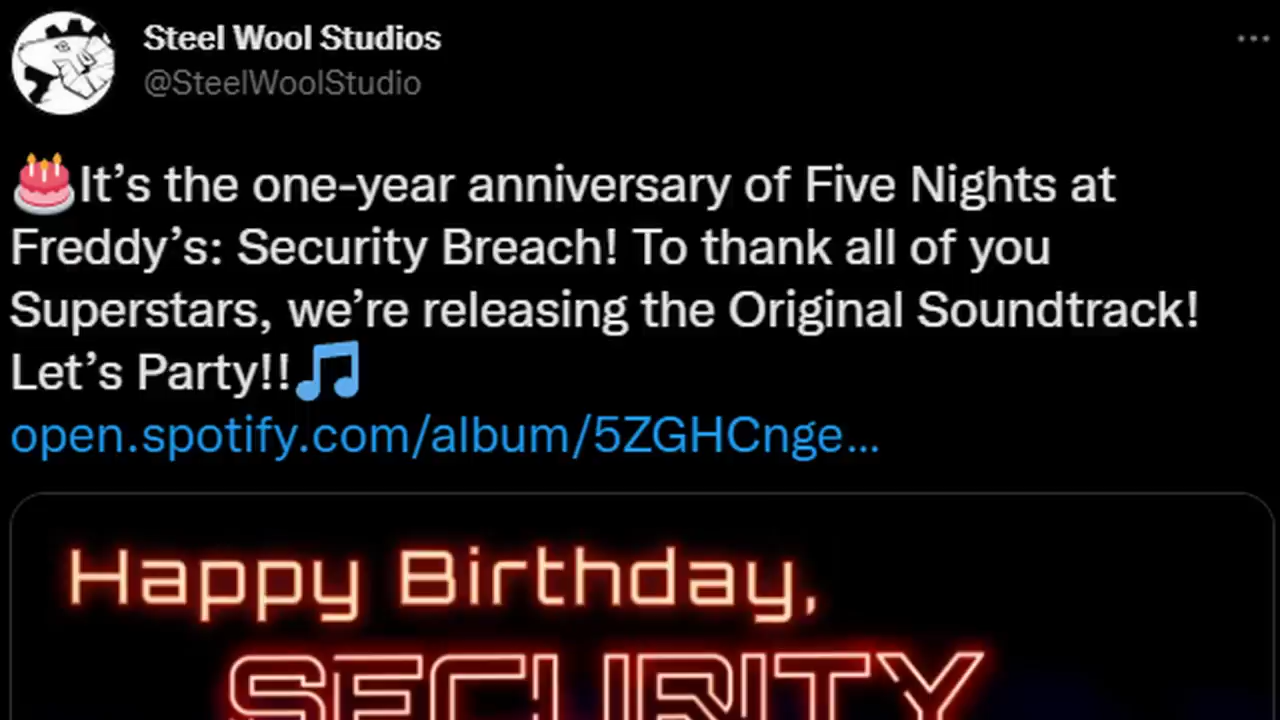 Steel Wool Studios
@SteelWoolStudio
🎂It’s the one-year anniversary of Five Nights at
Freddy’s: Security Breach! To thank all of you
Superstars, we’re releasing the Original Soundtrack!
Let’s Party!!🎵
open.spotify.com/album/5ZGHCnge...
Happy Birthday,
SECURITY